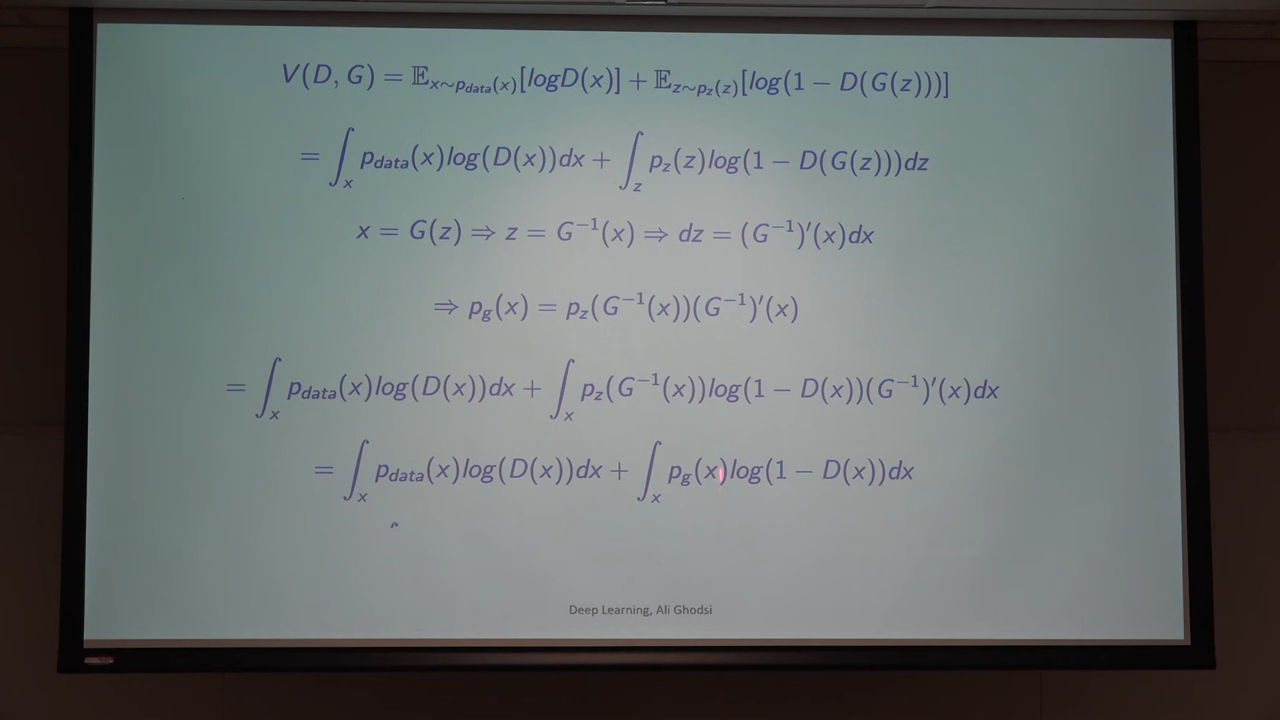 V(D, G) = 𝔼ₓ∼p_data(x)[logD(x)] + 𝔼_z∼p_z(z)[log(1 − D(G(z)))]
= ∫_x p_data(x)log(D(x))dx + ∫_z p_z(z)log(1 − D(G(z)))dz
x = G(z) ⇒ z = G⁻¹(x) ⇒ dz = (G⁻¹)′(x)dx
⇒ p_g(x) = p_z(G⁻¹(x))(G⁻¹)′(x)
= ∫_x p_data(x)log(D(x))dx + ∫_x p_z(G⁻¹(x))log(1 − D(x))(G⁻¹)′(x)dx
= ∫_x p_data(x)log(D(x))dx + ∫_x p_g(x)log(1 − D(x))dx
Deep Learning, Ali Ghodsi